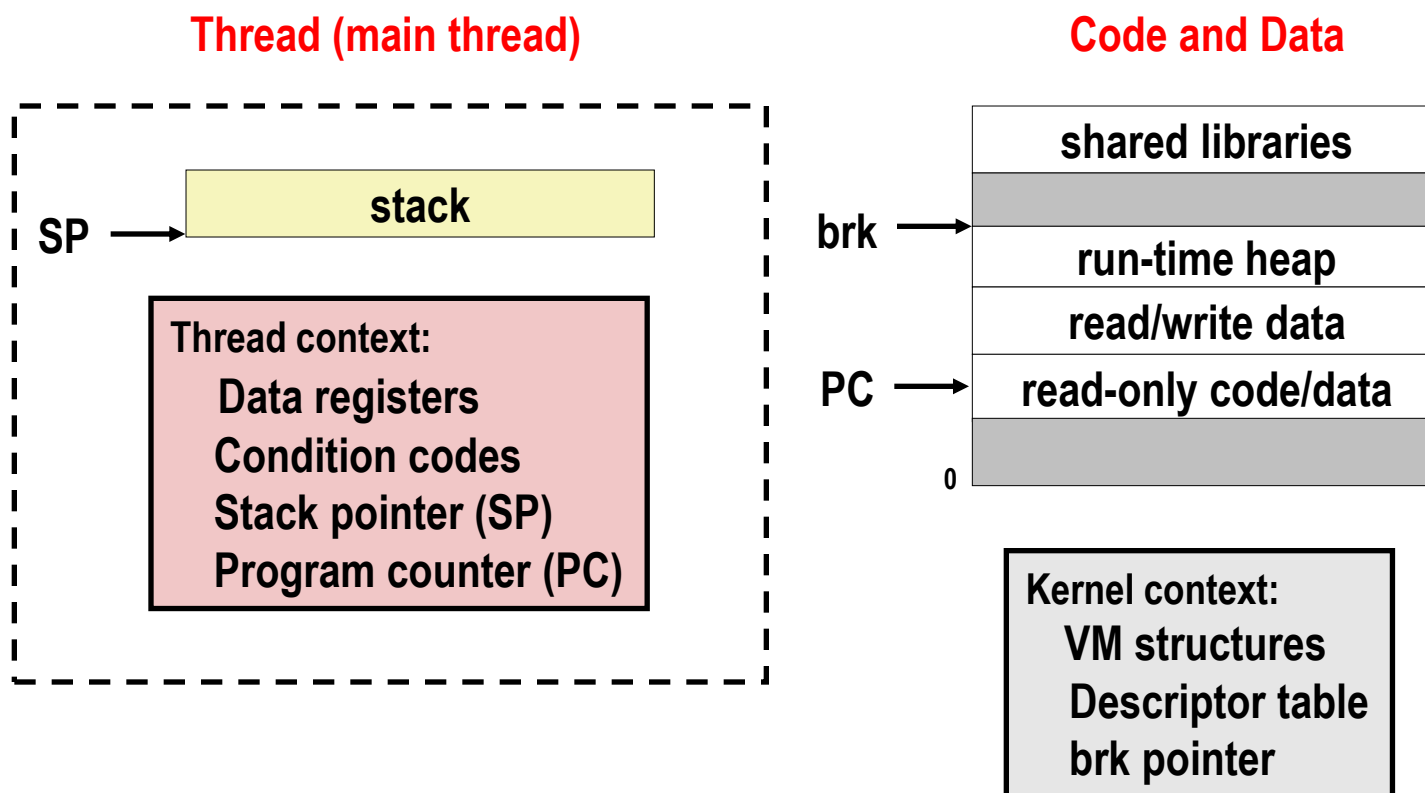 Thread (main thread)
stack
SP
Thread context:
Data registers
Condition codes
Stack pointer (SP)
Program counter (PC)
Code and Data
shared libraries
brk
run-time heap
read/write data
PC
read-only code/data
0
Kernel context:
VM structures
Descriptor table
brk pointer